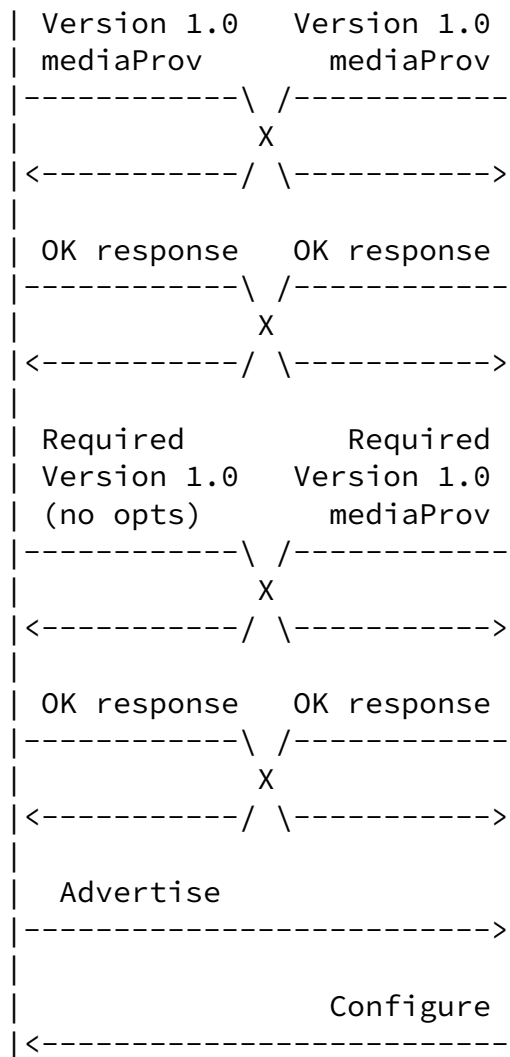 | Version 1.0   Version 1.0
| mediaProv       mediaProv
|------------\ /------------
|             X
|<-----------/ \----------->
|
| OK response   OK response
|------------\ /------------
|             X
|<-----------/ \----------->
|
| Required         Required
| Version 1.0   Version 1.0
| (no opts)       mediaProv
|------------\ /------------
|             X
|<-----------/ \----------->
|
| OK response   OK response
|------------\ /------------
|             X
|<-----------/ \----------->
|
|  Advertise
|-------------------------->
|
|                 Configure
|<--------------------------